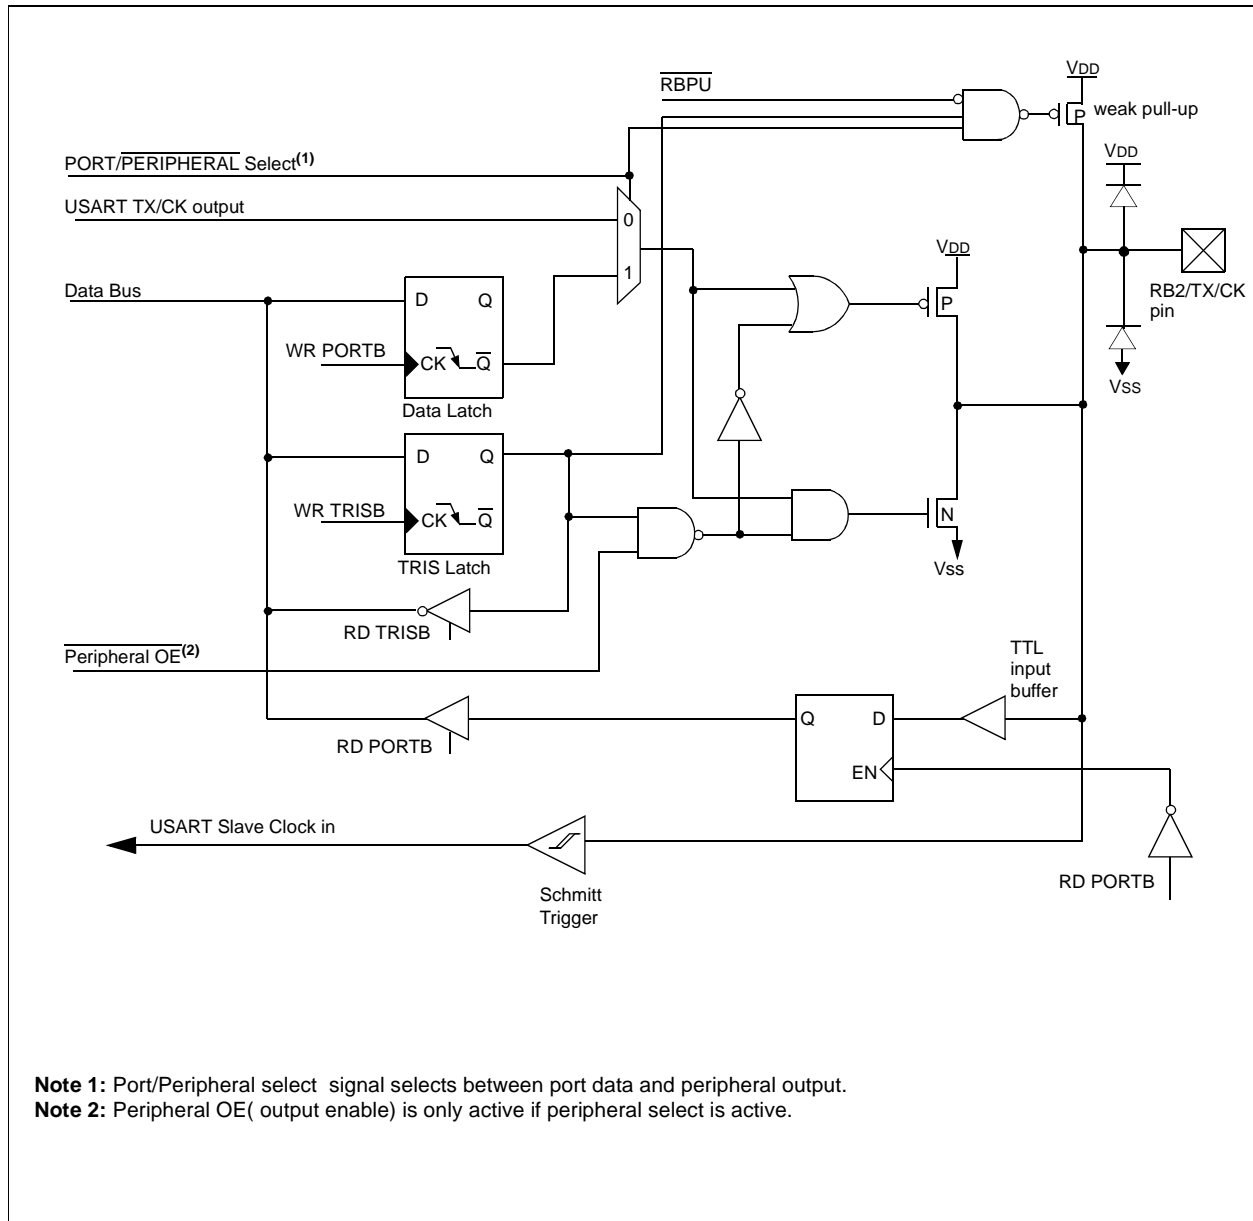 VDD
RBPU
P
weak pull-up
PORT/PERIPHERAL Select(1)
VDD
USART TX/CK output
0
VDD
1
Data Bus
D Q
P
RB2/TX/CK
pin
WR PORTB
CK Q
VSS
Data Latch
D Q
WR TRISB
CK Q
N
TRIS Latch
Vss
RD TRISB
Peripheral OE(2)
TTL
input
buffer
Q D
RD PORTB
EN
USART Slave Clock in
RD PORTB
Schmitt
Trigger
Note 1: Port/Peripheral select signal selects between port data and peripheral output.
Note 2: Peripheral OE( output enable) is only active if peripheral select is active.